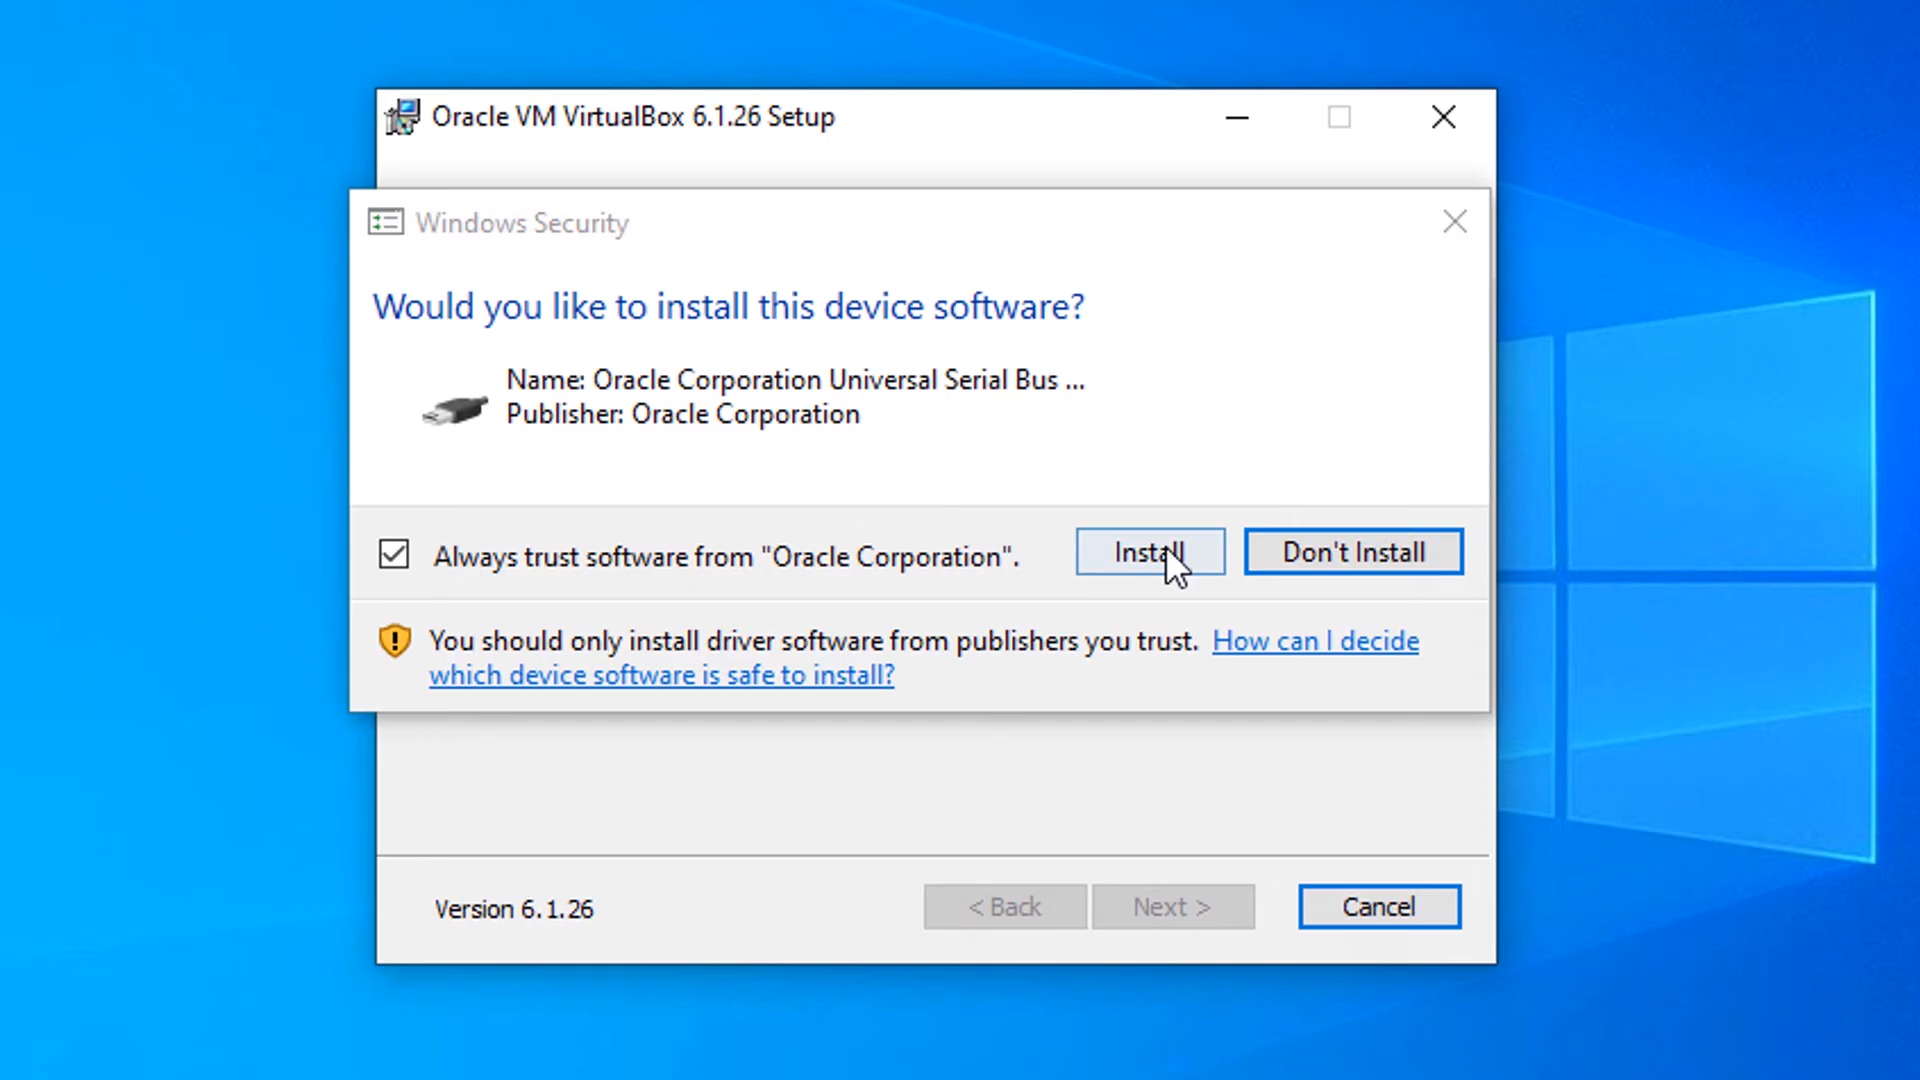 Oracle VM VirtualBox 6.1.26 Setup
Windows Security
Would you like to install this device software?
Name: Oracle Corporation Universal Serial Bus ...
Publisher: Oracle Corporation
Always trust software from "Oracle Corporation".
Install
Don't Install
You should only install driver software from publishers you trust. How can I decide
which device software is safe to install?
Version 6.1.26
< Back
Next >
Cancel